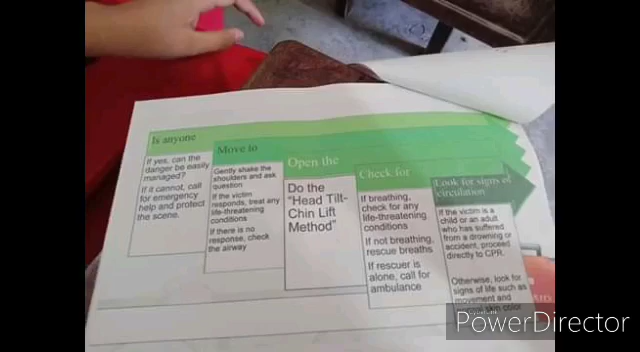 Is anyone
If yes, can the
danger be easily
managed?
If it cannot, call
for emergency
help and protect
the scene.
Move to
Gently shake the
shoulders and ask
question
If the victim
responds, treat any
life-threatening
conditions
If there is no
response, check
the airway
Open the
Do the
"Head Tilt-
Chin Lift
Method"
Check for
If breathing,
check for any
life-threatening
conditions
If not breathing,
rescue breaths
If rescuer is
alone, call for
ambulance
Look for signs of
circulation
If the victim is a
child or an adult
who has suffered
from a drowning or
accident, proceed
directly to CPR.
Otherwise, look for
signs of life such as
movement and
skin color
PowerDirector